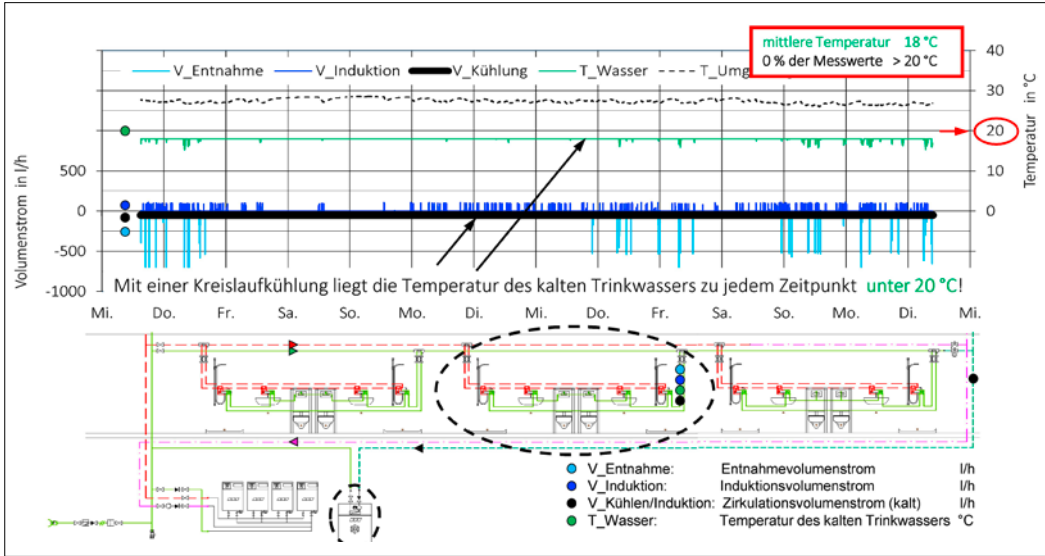 mittlere Temperatur 18 °C
0 % der Messwerte > 20 °C
V_Entnahme V_Induktion V_Kühlung T_Wasser
40
30
20
10
0
Temperatur in °C
500
0
-500
-1000
Volumenstrom in l/h
Mit einer Kreislaufkühlung liegt die Temperatur des kalten Trinkwassers zu jedem Zeitpunkt unter 20 °C!
Mi. Do. Fr. Sa. So. Mo. Di. Mi. Do. Fr. Sa. So. Mo. Di. Mi.
V_Entnahme: Entnahmevolumenstrom l/h
V_Induktion: Induktionsvolumenstrom l/h
V_Kühlen/Induktion: Zirkulationsvolumenstrom (kalt) l/h
T_Wasser: Temperatur des kalten Trinkwassers °C